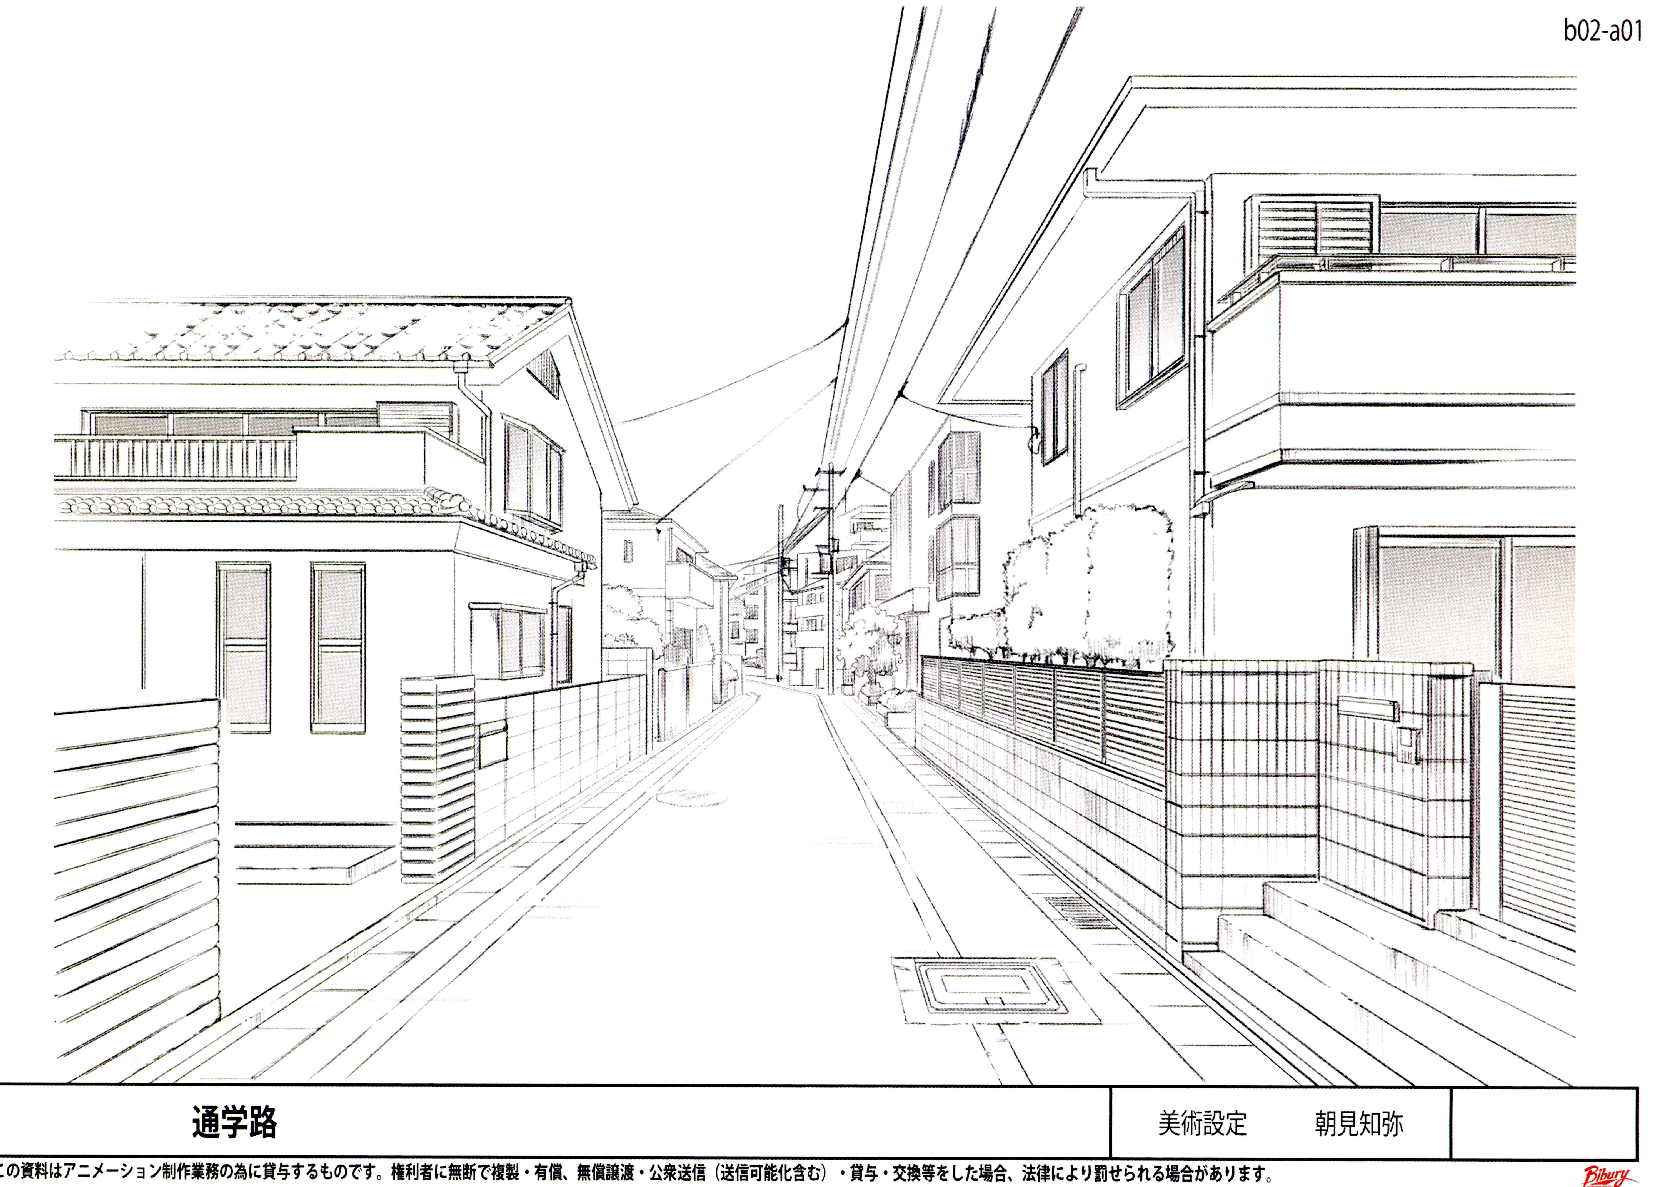 b02-a01
通学路
美術設定 朝見知弥
この資料はアニメーション制作業務の為に貸与するものです。権利者に無断で複製・有償、無償譲渡・公衆送信（送信可能化含む）・貸与・交換等をした場合、法律により罰せられる場合があります。
Bibury